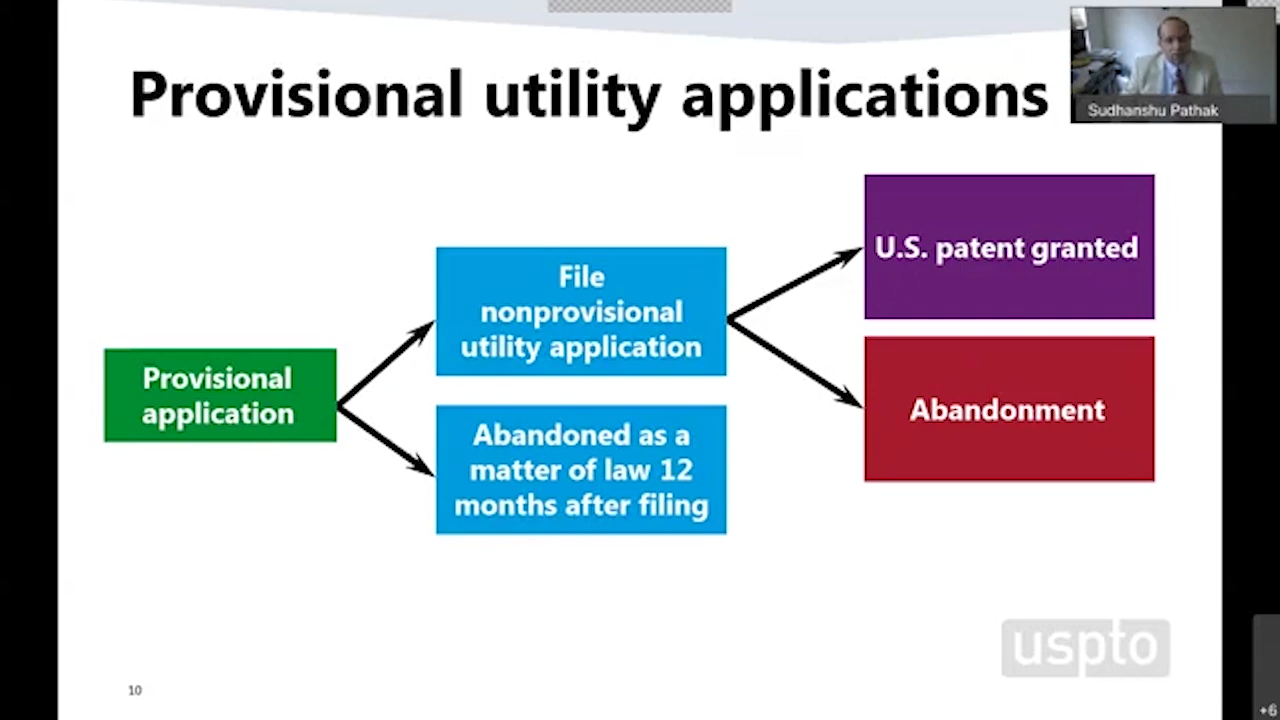 Provisional utility applications
Sudhanshu Pathak
Provisional
application
File
nonprovisional
utility application
Abandoned as a
matter of law 12
months after filing
U.S. patent granted
Abandonment
uspto
10
+6